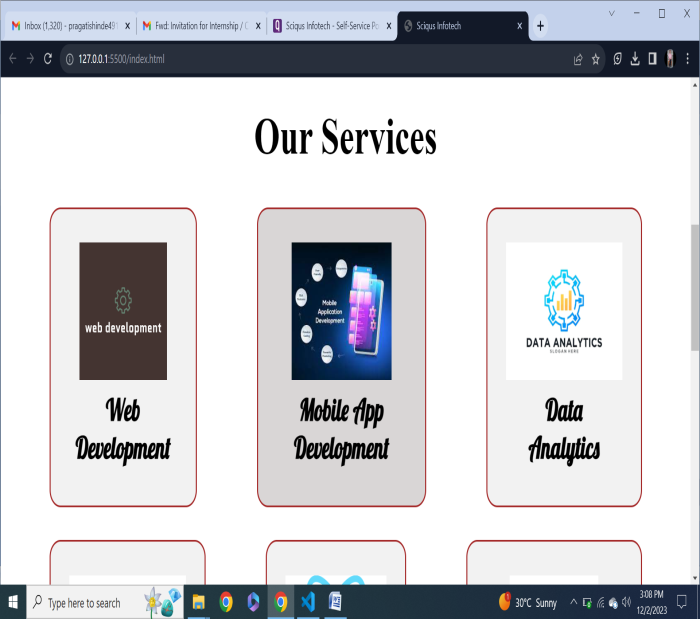 Inbox (1,320) - pragatishinde491
Fwd: Invitation for Internship / C
Sciqus Infotech - Self-Service Po
Sciqus Infotech
127.0.0.1:5500/index.html
Our Services
web development
Web
Development
Mobile
Application
Development
Mobile App
Development
DATA ANALYTICS
SLOGAN HERE
Data
Analytics
Type here to search
30°C Sunny
3:08 PM
12/2/2023